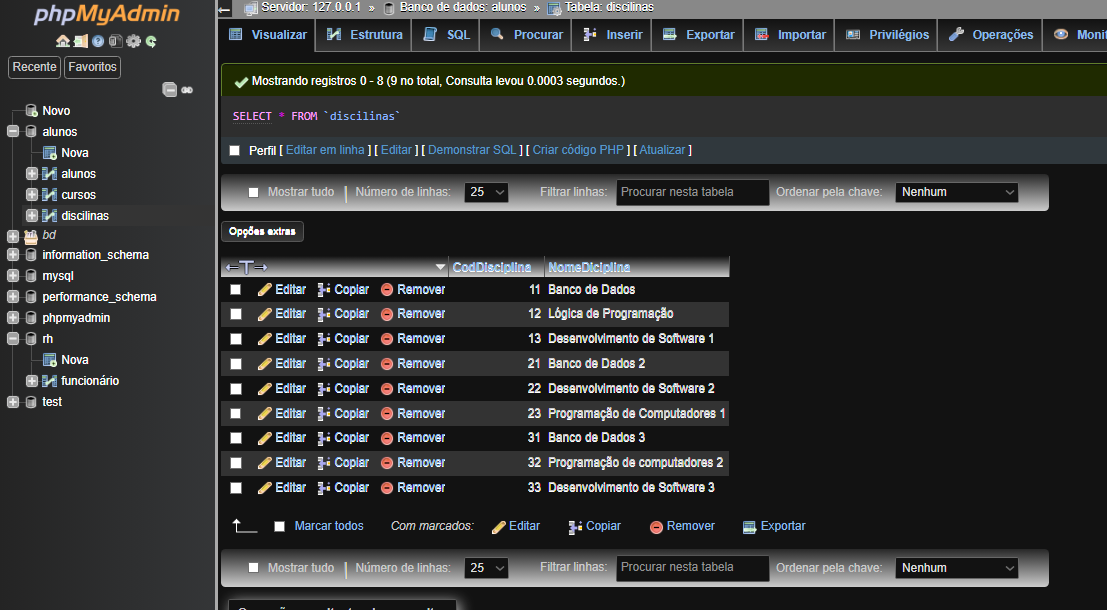 phpMyAdmin
Recente Favoritos
Novo
alunos
Nova
alunos
cursos
discilinas
bd
information_schema
mysql
performance_schema
phpmyadmin
rh
Nova
funcionário
test
Servidor: 127.0.0.1 » Banco de dados: alunos » Tabela: discilinas
Visualizar Estrutura SQL Procurar Inserir Exportar Importar Privilégios Operações Moni
Mostrando registros 0 - 8 (9 no total, Consulta levou 0.0003 segundos.)
SELECT * FROM `discilinas`
Perfil [ Editar em linha ] [ Editar ] [ Demonstrar SQL ] [ Criar código PHP ] [ Atualizar ]
Mostrar tudo Número de linhas: 25 Filtrar linhas: Procurar nesta tabela Ordenar pela chave: Nenhum
Opções extras
←T→ CodDisciplina NomeDiciplina
Editar Copiar Remover 11 Banco de Dados
Editar Copiar Remover 12 Lógica de Programação
Editar Copiar Remover 13 Desenvolvimento de Software 1
Editar Copiar Remover 21 Banco de Dados 2
Editar Copiar Remover 22 Desenvolvimento de Software 2
Editar Copiar Remover 23 Programação de Computadores 1
Editar Copiar Remover 31 Banco de Dados 3
Editar Copiar Remover 32 Programação de computadores 2
Editar Copiar Remover 33 Desenvolvimento de Software 3
Marcar todos Com marcados: Editar Copiar Remover Exportar
Mostrar tudo Número de linhas: 25 Filtrar linhas: Procurar nesta tabela Ordenar pela chave: Nenhum